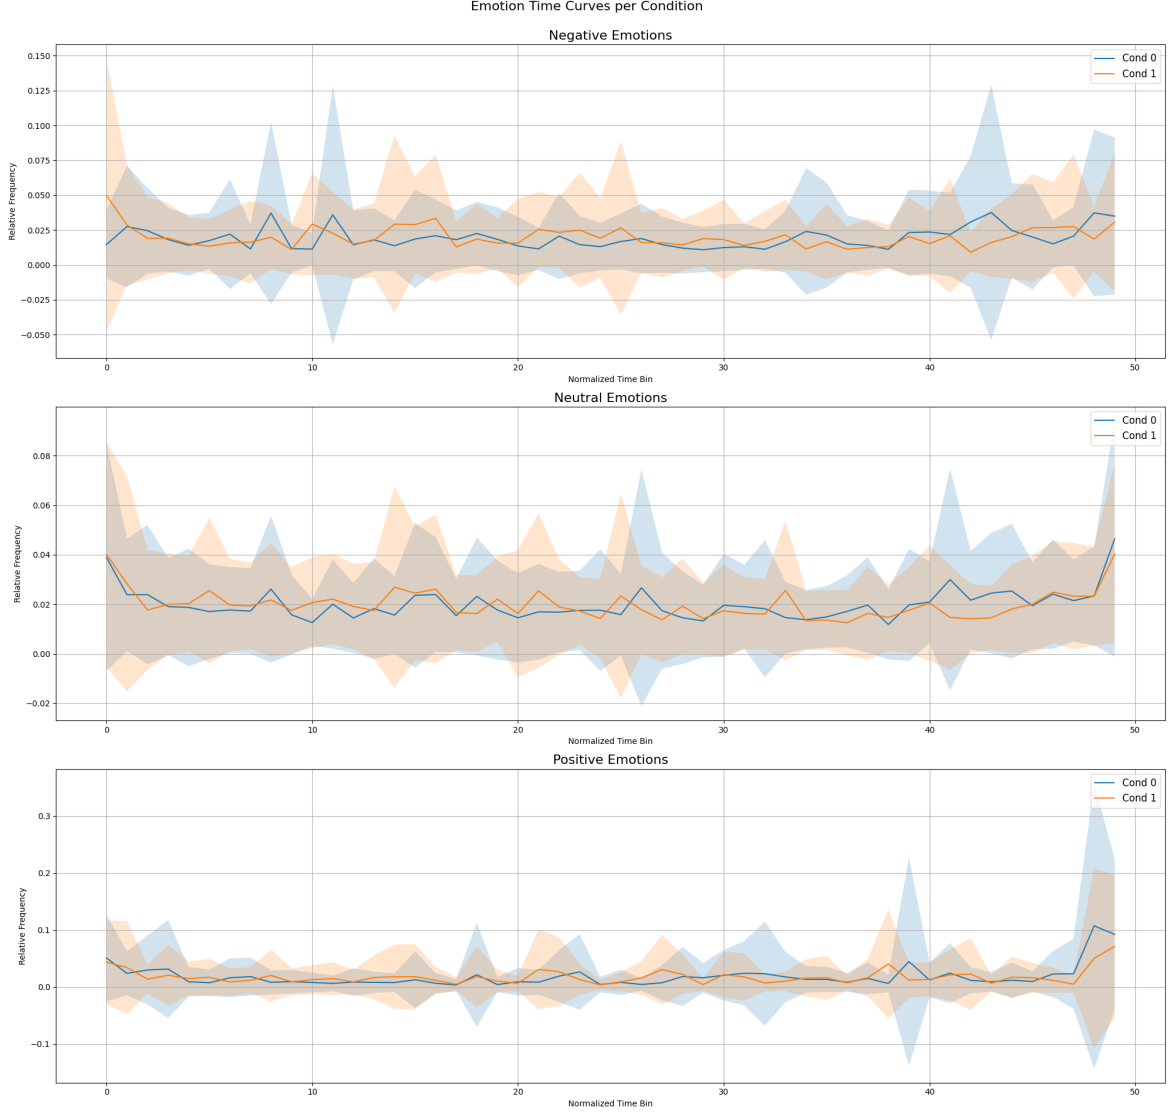 Emotion Time Curves per Condition
Negative Emotions
0.150
0.125
0.100
0.075
0.050
0.025
0.000
−0.025
−0.050
Relative Frequency
Cond 0
Cond 1
0 10 20 30 40 50
Normalized Time Bin
Neutral Emotions
0.08
0.06
0.04
0.02
0.00
−0.02
Relative Frequency
Cond 0
Cond 1
0 10 20 30 40 50
Normalized Time Bin
Positive Emotions
0.3
0.2
0.1
0.0
−0.1
Relative Frequency
Cond 0
Cond 1
0 10 20 30 40 50
Normalized Time Bin